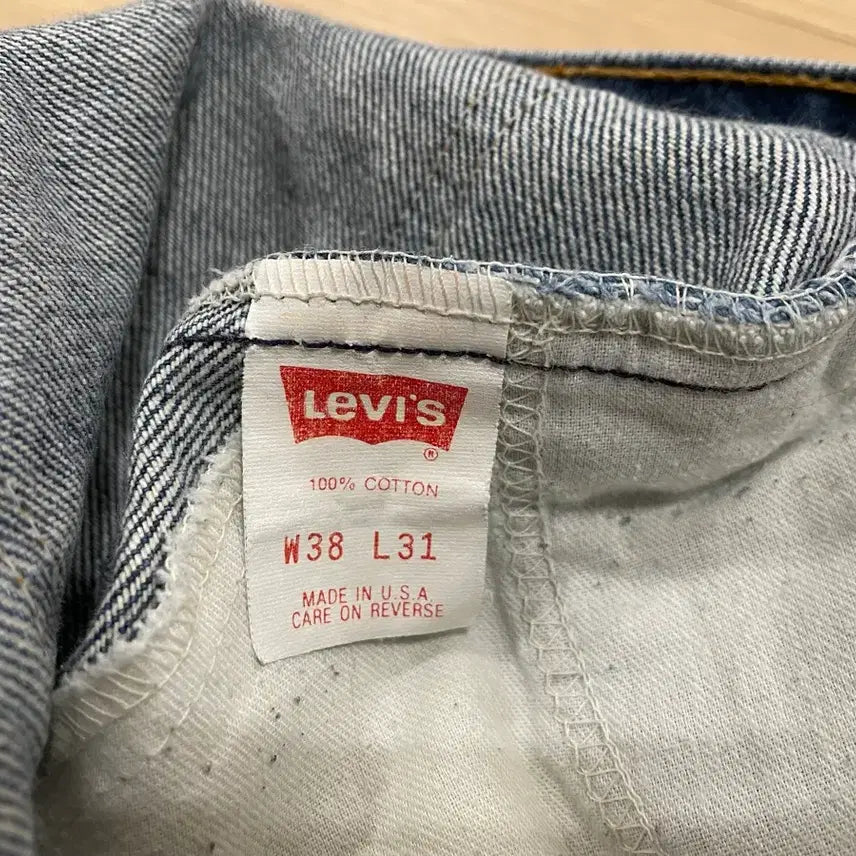 Levi's
®
100% COTTON
W38 L31
MADE IN U.S.A
CARE ON REVERSE